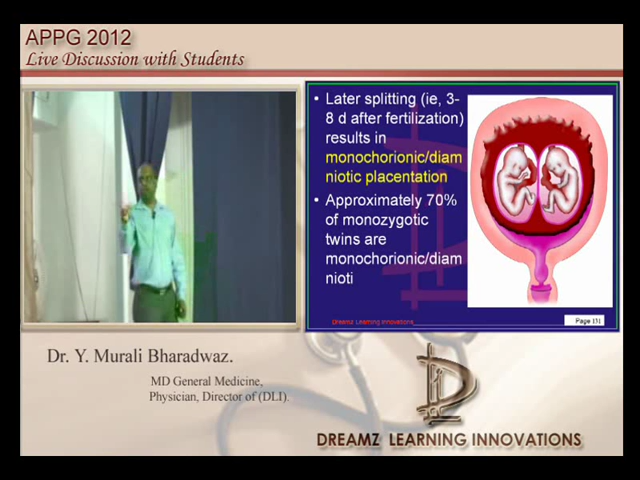 APPG 2012
Live Discussion with Students
• Later splitting (ie, 3-
8 d after fertilization)
results in
monochorionic/diam
niotic placentation
• Approximately 70%
of monozygotic
twins are
monochorionic/diam
nioti
Dreamz Learning Innovations
Page 131
Dr. Y. Murali Bharadwaz.
MD General Medicine,
Physician, Director of (DLI).
DREAMZ LEARNING INNOVATIONS